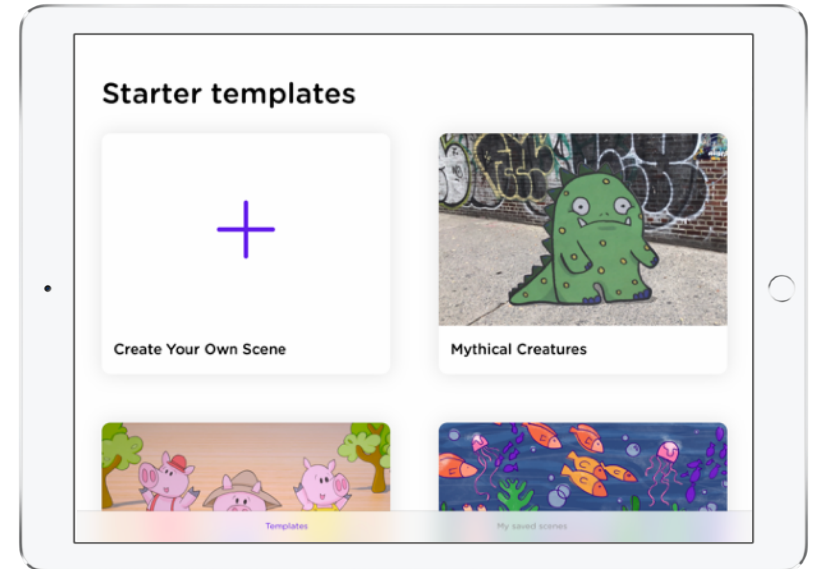 Starter templates
Create Your Own Scene
Mythical Creatures
Templates
My saved scenes